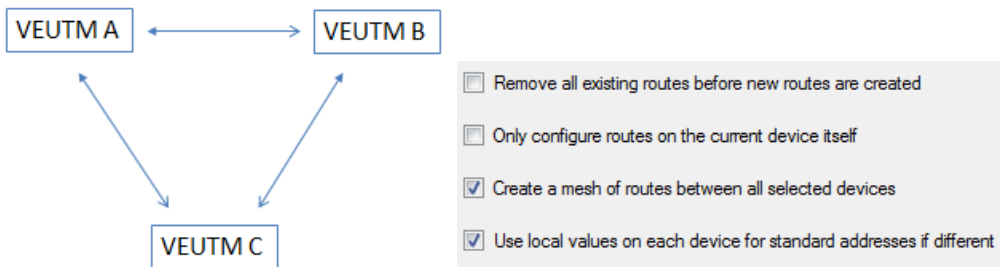 VEUTM A
VEUTM B
Remove all existing routes before new routes are created
Only configure routes on the current device itself
Create a mesh of routes between all selected devices
VEUTM C
Use local values on each device for standard addresses if different